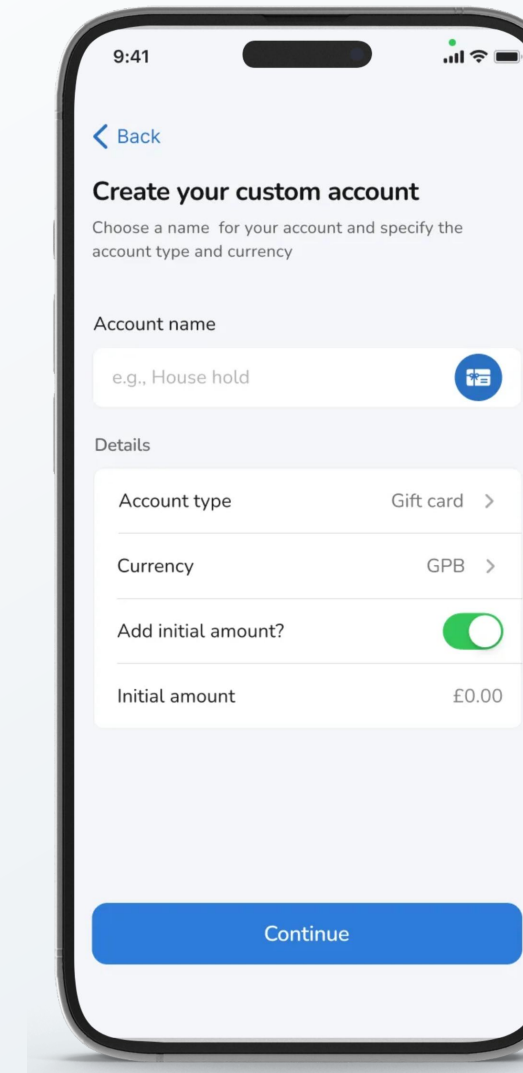 9:41
Back
Create your custom account
Choose a name  for your account and specify the
account type and currency
Account name
e.g., House hold
Details
Account type Gift card
Currency GPB
Add initial amount?
Initial amount £0.00
Continue